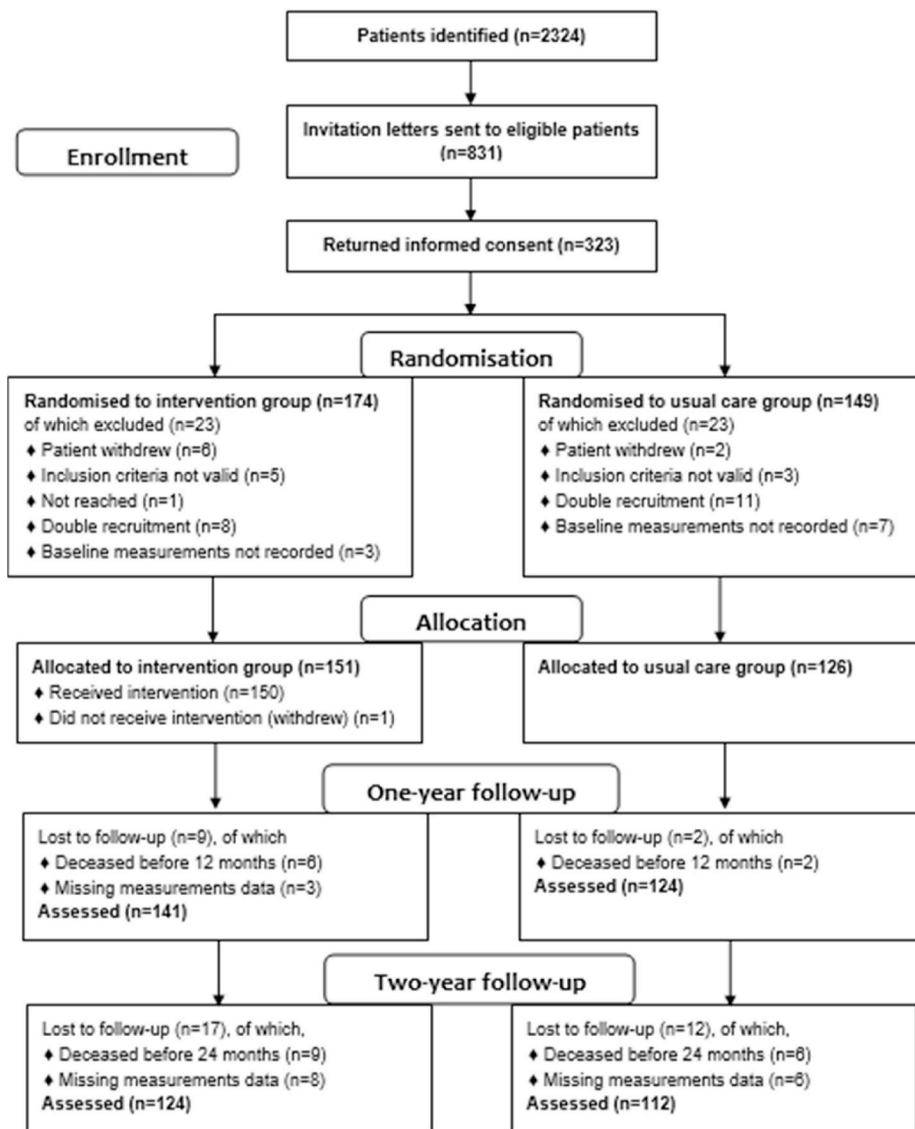 Patients identified (n=2324)
Invitation letters sent to eligible patients
(n=831)
Enrollment
Returned informed consent (n=323)
Randomisation
Randomised to intervention group (n=174)
of which excluded (n=23)
♦ Patient withdrew (n=6)
♦ Inclusion criteria not valid (n=5)
♦ Not reached (n=1)
♦ Double recruitment (n=8)
♦ Baseline measurements not recorded (n=3)
Randomised to usual care group (n=149)
of which excluded (n=23)
♦ Patient withdrew (n=2)
♦ Inclusion criteria not valid (n=3)
♦ Double recruitment (n=11)
♦ Baseline measurements not recorded (n=7)
Allocation
Allocated to intervention group (n=151)
♦ Received intervention (n=150)
♦ Did not receive intervention (withdrew) (n=1)
Allocated to usual care group (n=126)
One-year follow-up
Lost to follow-up (n=9), of which
♦ Deceased before 12 months (n=6)
♦ Missing measurements data (n=3)
Assessed (n=141)
Lost to follow-up (n=2), of which
♦ Deceased before 12 months (n=2)
Assessed (n=124)
Two-year follow-up
Lost to follow-up (n=17), of which,
♦ Deceased before 24 months (n=9)
♦ Missing measurements data (n=8)
Assessed (n=124)
Lost to follow-up (n=12), of which,
♦ Deceased before 24 months (n=6)
♦ Missing measurements data (n=6)
Assessed (n=112)